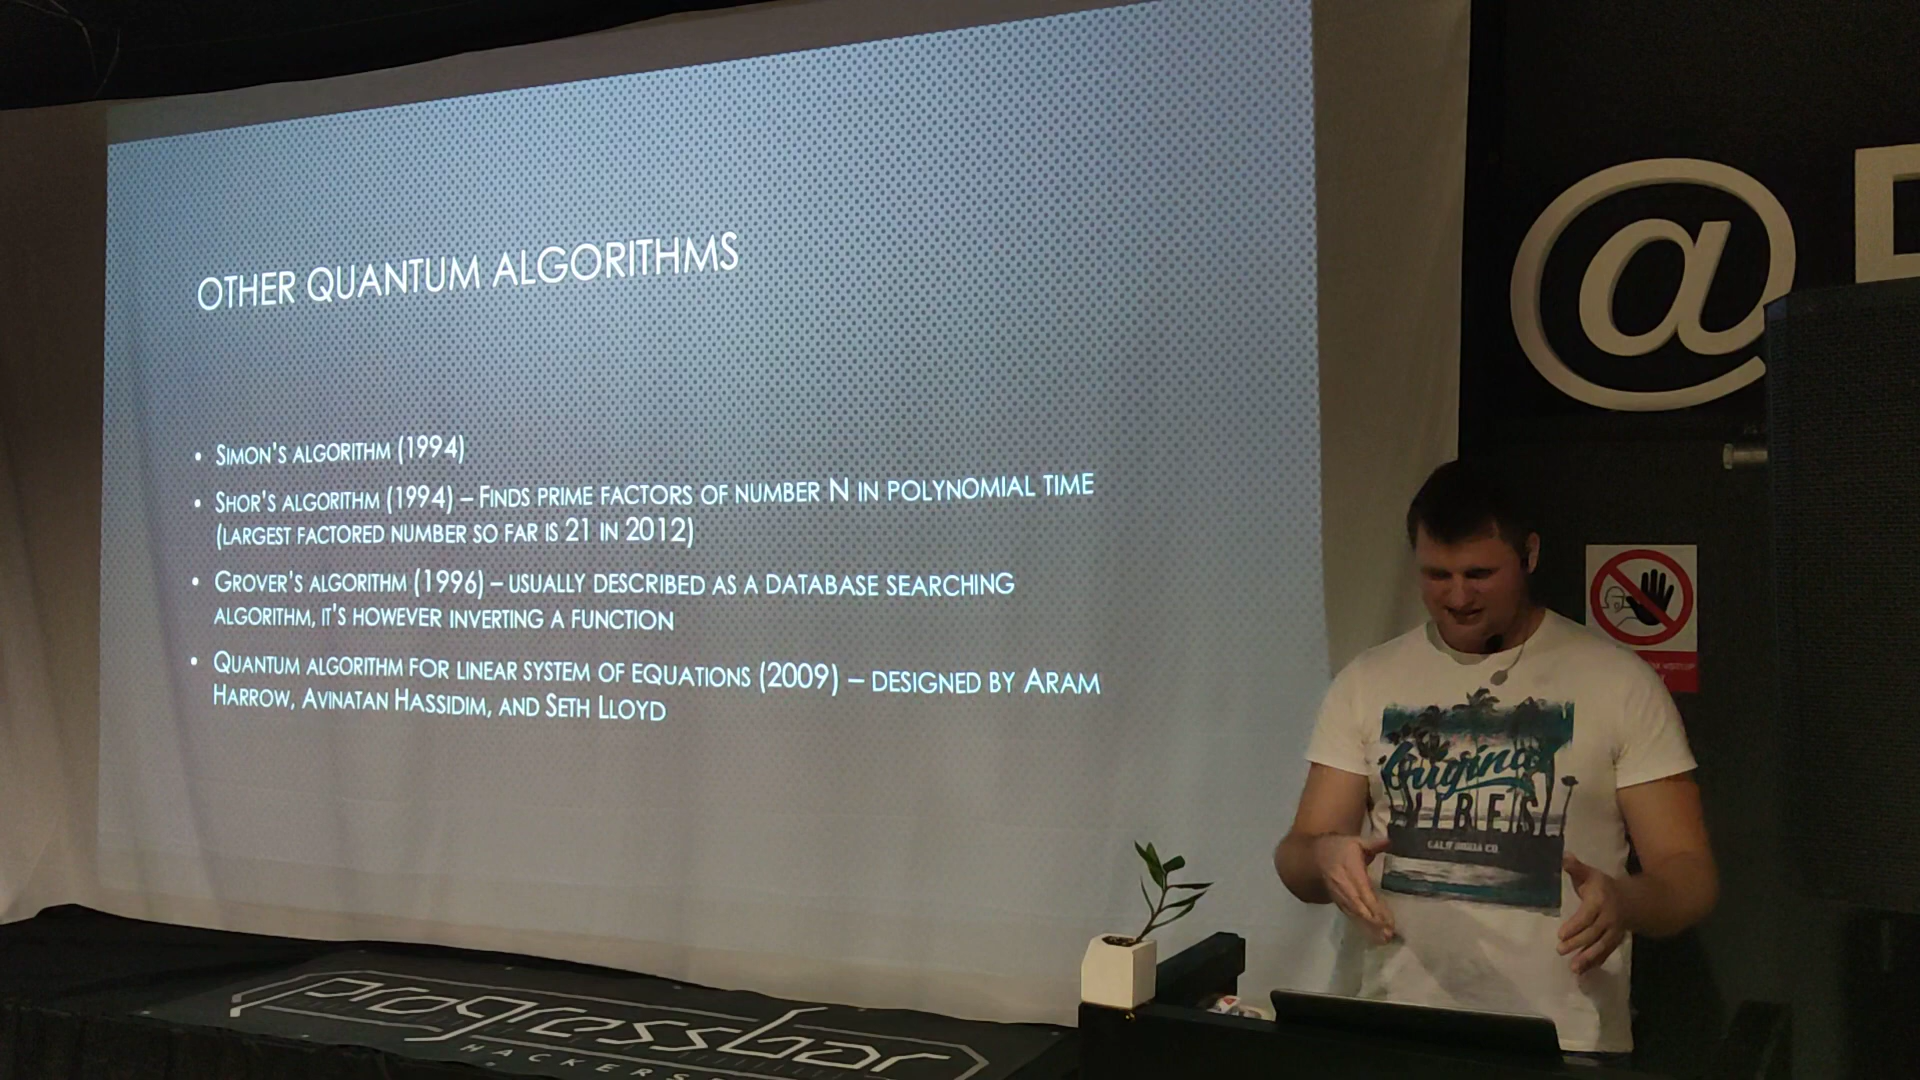 OTHER QUANTUM ALGORITHMS
• SIMON'S ALGORITHM (1994)
• SHOR'S ALGORITHM (1994) – FINDS PRIME FACTORS OF NUMBER N IN POLYNOMIAL TIME
(LARGEST FACTORED NUMBER SO FAR IS 21 IN 2012)
• GROVER'S ALGORITHM (1996) – USUALLY DESCRIBED AS A DATABASE SEARCHING
ALGORITHM, IT'S HOWEVER INVERTING A FUNCTION
• QUANTUM ALGORITHM FOR LINEAR SYSTEM OF EQUATIONS (2009) – DESIGNED BY ARAM
HARROW, AVINATAN HASSIDIM, AND SETH LLOYD
@
Original
VIBES
CALIFORNIA CO
progressbar
HACKERS